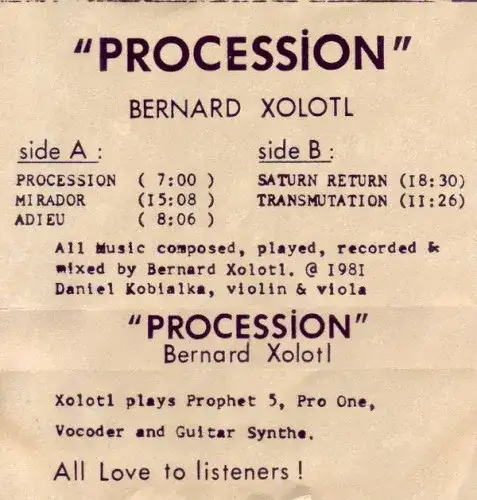 "PROCESSiON"
BERNARD XOLOTL
side A : side B :
PROCESSION ( 7:00 ) SATURN RETURN (18:30)
MIRADOR (15:08 ) TRANSMUTATION (11:26)
ADIEU ( 8:06 )
All Music composed, played, recorded &
mixed by Bernard Xolotl. @ 1981
Daniel Kobialka, violin & viola
"PROCESSiON"
Bernard Xolotl
Xolotl plays Prophet 5, Pro One,
Vocoder and Guitar Synthe.
All Love to listeners !